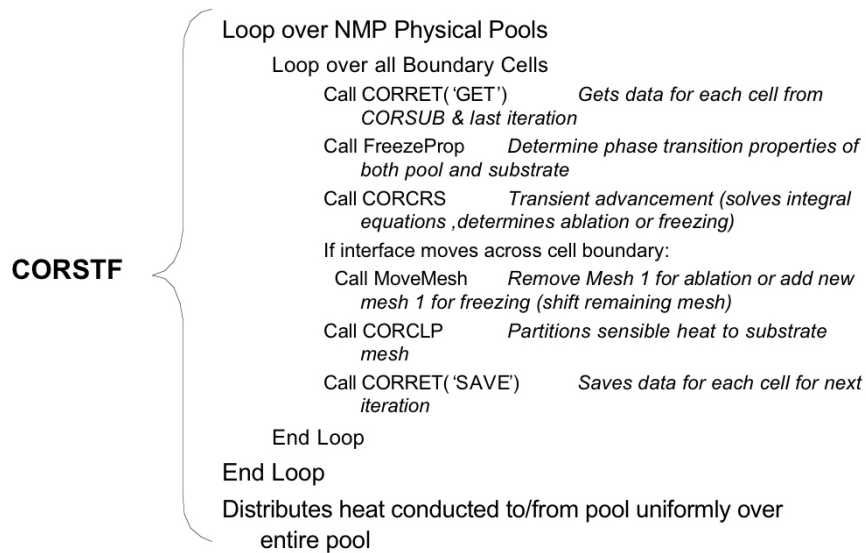 Loop over NMP Physical Pools
Loop over all Boundary Cells
Call CORRET( ‘GET’) Gets data for each cell from
CORSUB & last iteration
Call FreezeProp Determine phase transition properties of
both pool and substrate
Call CORCRS Transient advancement (solves integral
equations ,determines ablation or freezing)
If interface moves across cell boundary:
CORSTF
Call MoveMesh Remove Mesh 1 for ablation or add new
mesh 1 for freezing (shift remaining mesh)
Call CORCLP Partitions sensible heat to substrate
mesh
Call CORRET( ‘SAVE’) Saves data for each cell for next
iteration
End Loop
End Loop
Distributes heat conducted to/from pool uniformly over
entire pool